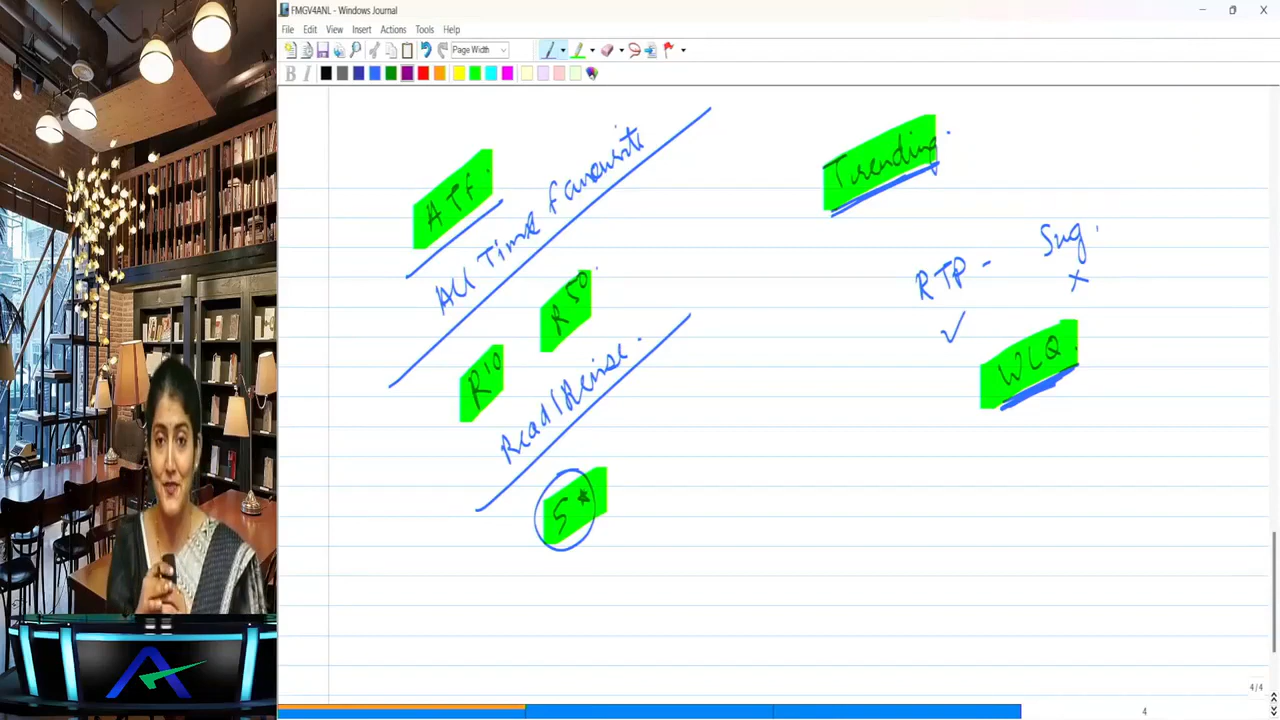 FMGV4ANL - Windows Journal
File Edit View Insert Actions Tools Help
Page Width
B I
ATF.
All Time favourite
Trending.
RTP - Sug.
WLQ.
R50
R10
Read/Revise.
5*
4/4
4